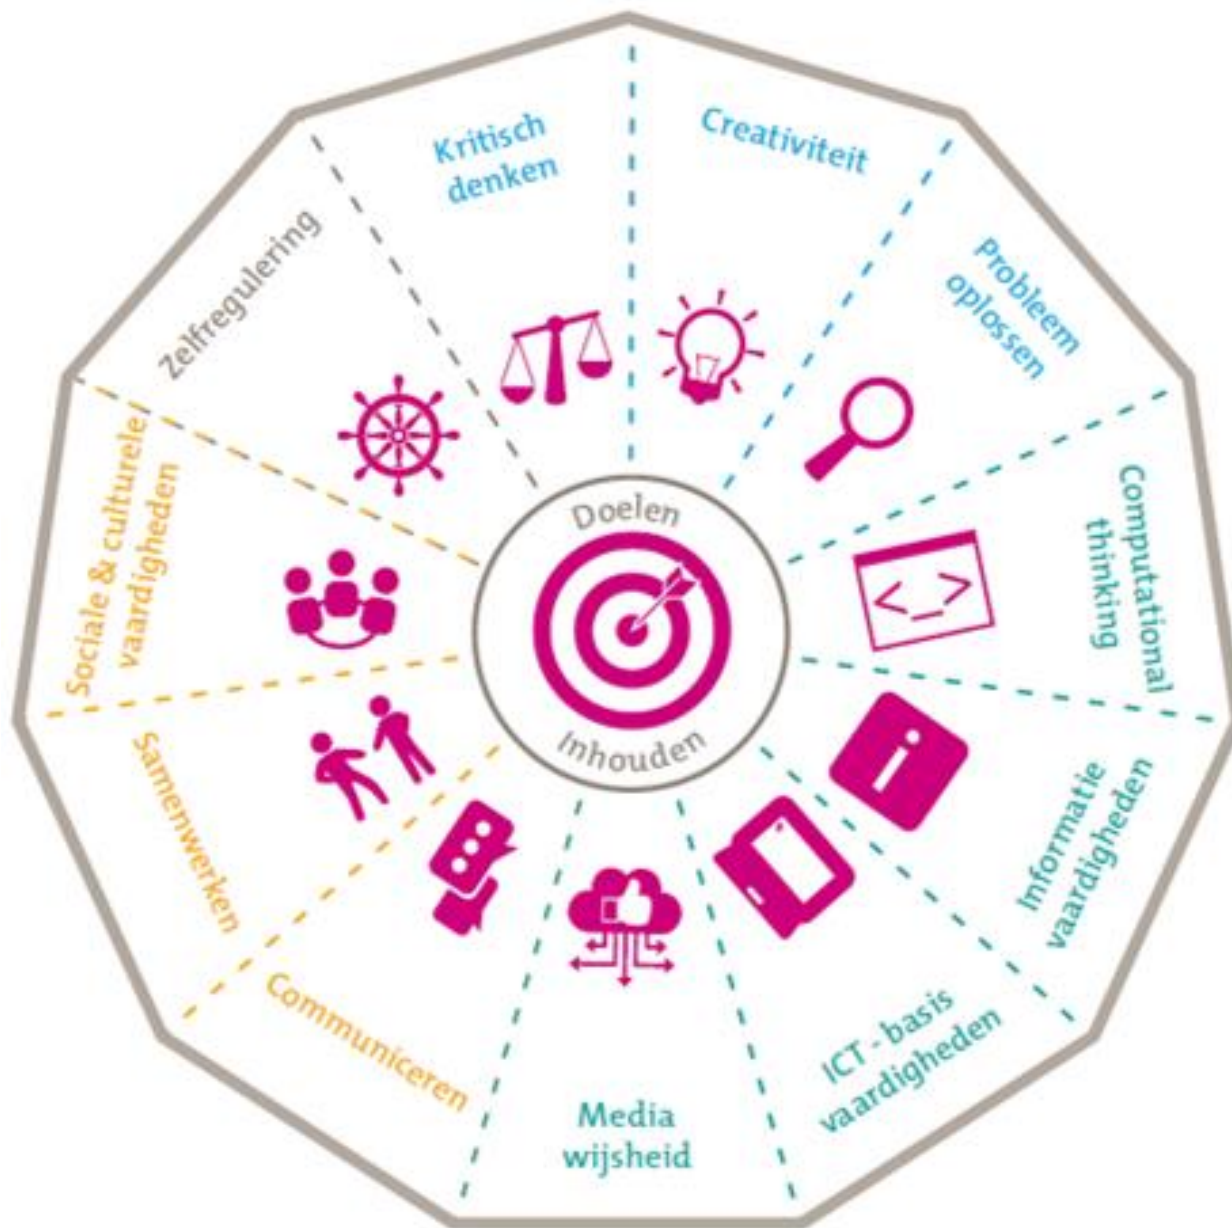 Kritisch
denken
Creativiteit
Probleem
oplossen
Computational
thinking
Informatie
vaardigheden
ICT - basis
vaardigheden
Media
wijsheid
Communiceren
Samenwerken
Sociale & culturele
vaardigheden
Zelfregulering
Doelen
Inhouden